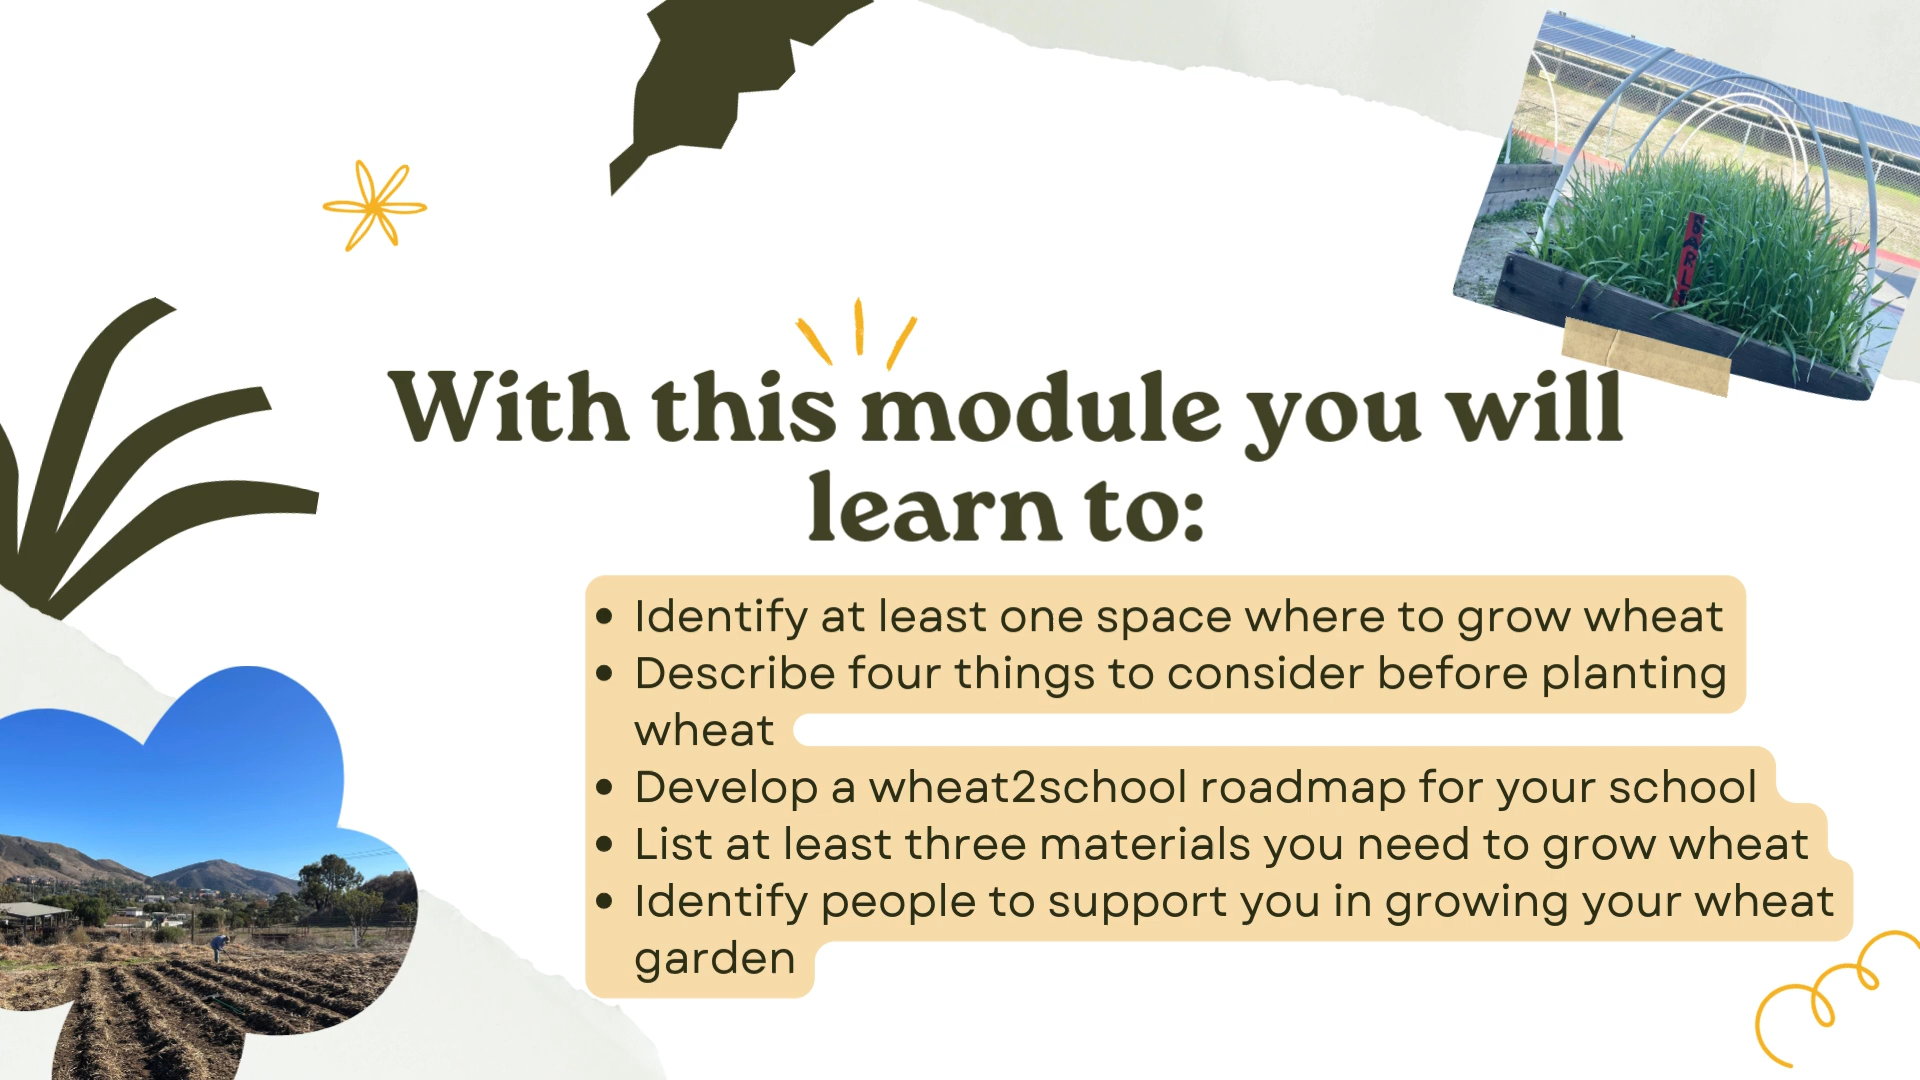 With this module you will
learn to:
• Identify at least one space where to grow wheat
• Describe four things to consider before planting
wheat
• Develop a wheat2school roadmap for your school
• List at least three materials you need to grow wheat
• Identify people to support you in growing your wheat
garden